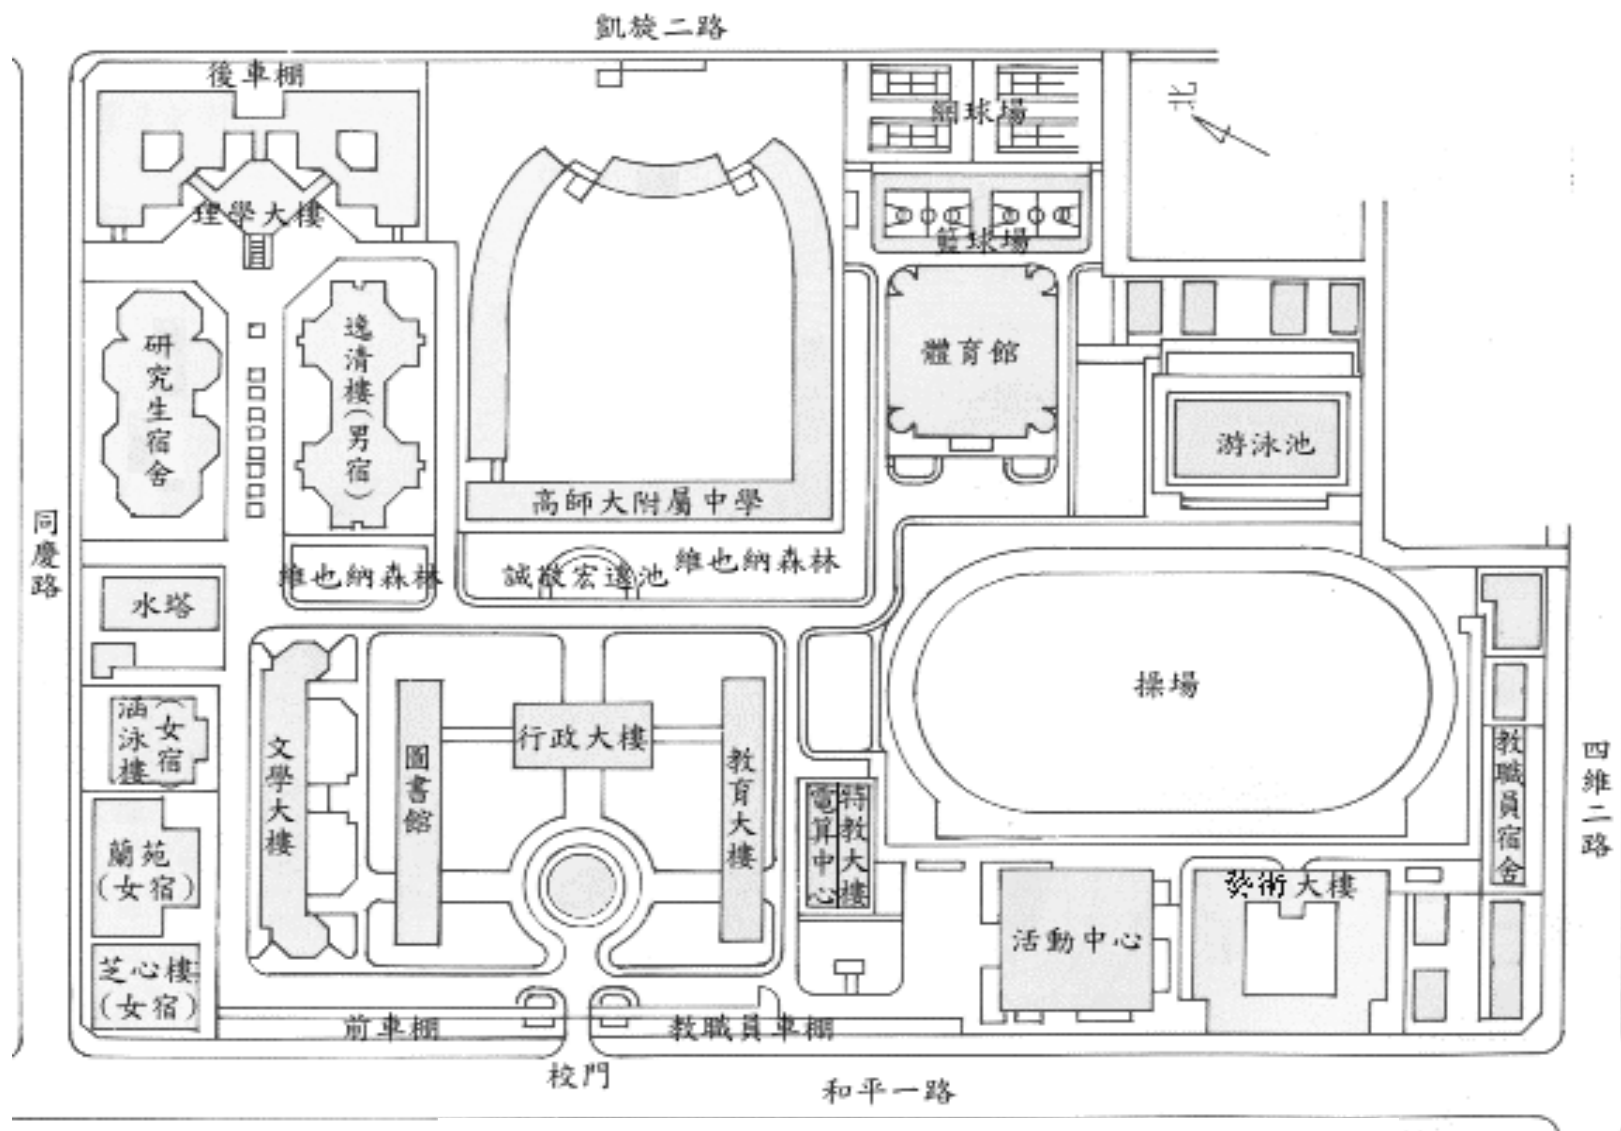 凱旋二路
後車棚
北
網球場
理學大樓
籃球場
研究生宿舍
逸清樓(男宿)
體育館
游泳池
高師大附屬中學
同慶路
維也納森林
誠敬宏遠池
維也納森林
水塔
操場
涵泳樓
(女宿)
文學大樓
圖書館
行政大樓
教育大樓
電算中心
特教大樓
教職員宿舍
四維二路
蘭苑
(女宿)
藝術大樓
活動中心
芝心樓
(女宿)
前車棚
教職員車棚
校門
和平一路